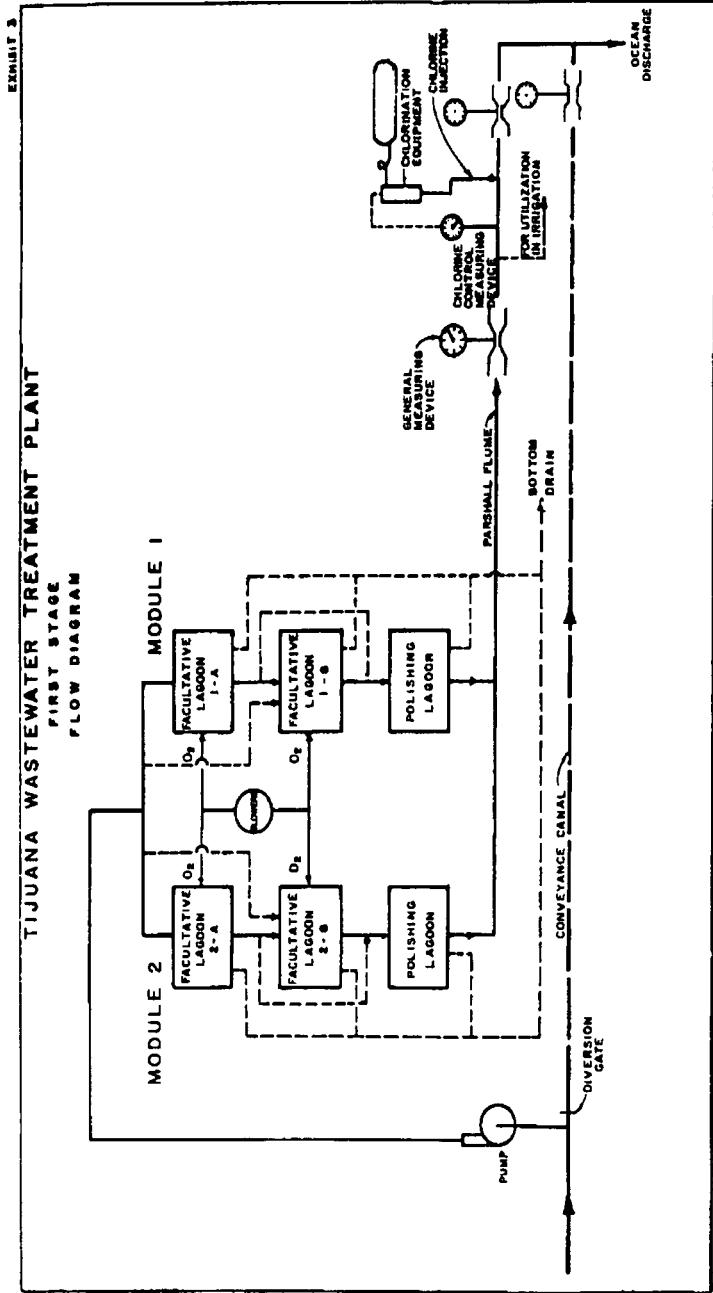 EXHIBIT 3
TIJUANA WASTEWATER TREATMENT PLANT
FIRST STAGE
FLOW DIAGRAM
MODULE 2
MODULE 1
FACULTATIVE
LAGOON
2-A
O2
O2
FACULTATIVE
LAGOON
1-A
BLOWERS
FACULTATIVE
LAGOON
2-B
O2
O2
FACULTATIVE
LAGOON
1-B
POLISHING
LAGOON
POLISHING
LAGOON
PUMP
DIVERSION
GATE
CONVEYANCE CANAL
BOTTOM
DRAIN
PARSHALL FLUME
GENERAL
MEASURING
DEVICE
CHLORINE
CONTROL
MEASURING
DEVICE
CHLORINATION
EQUIPMENT
CHLORINE
INJECTION
FOR UTILIZATION
IN IRRIGATION
OCEAN
DISCHARGE